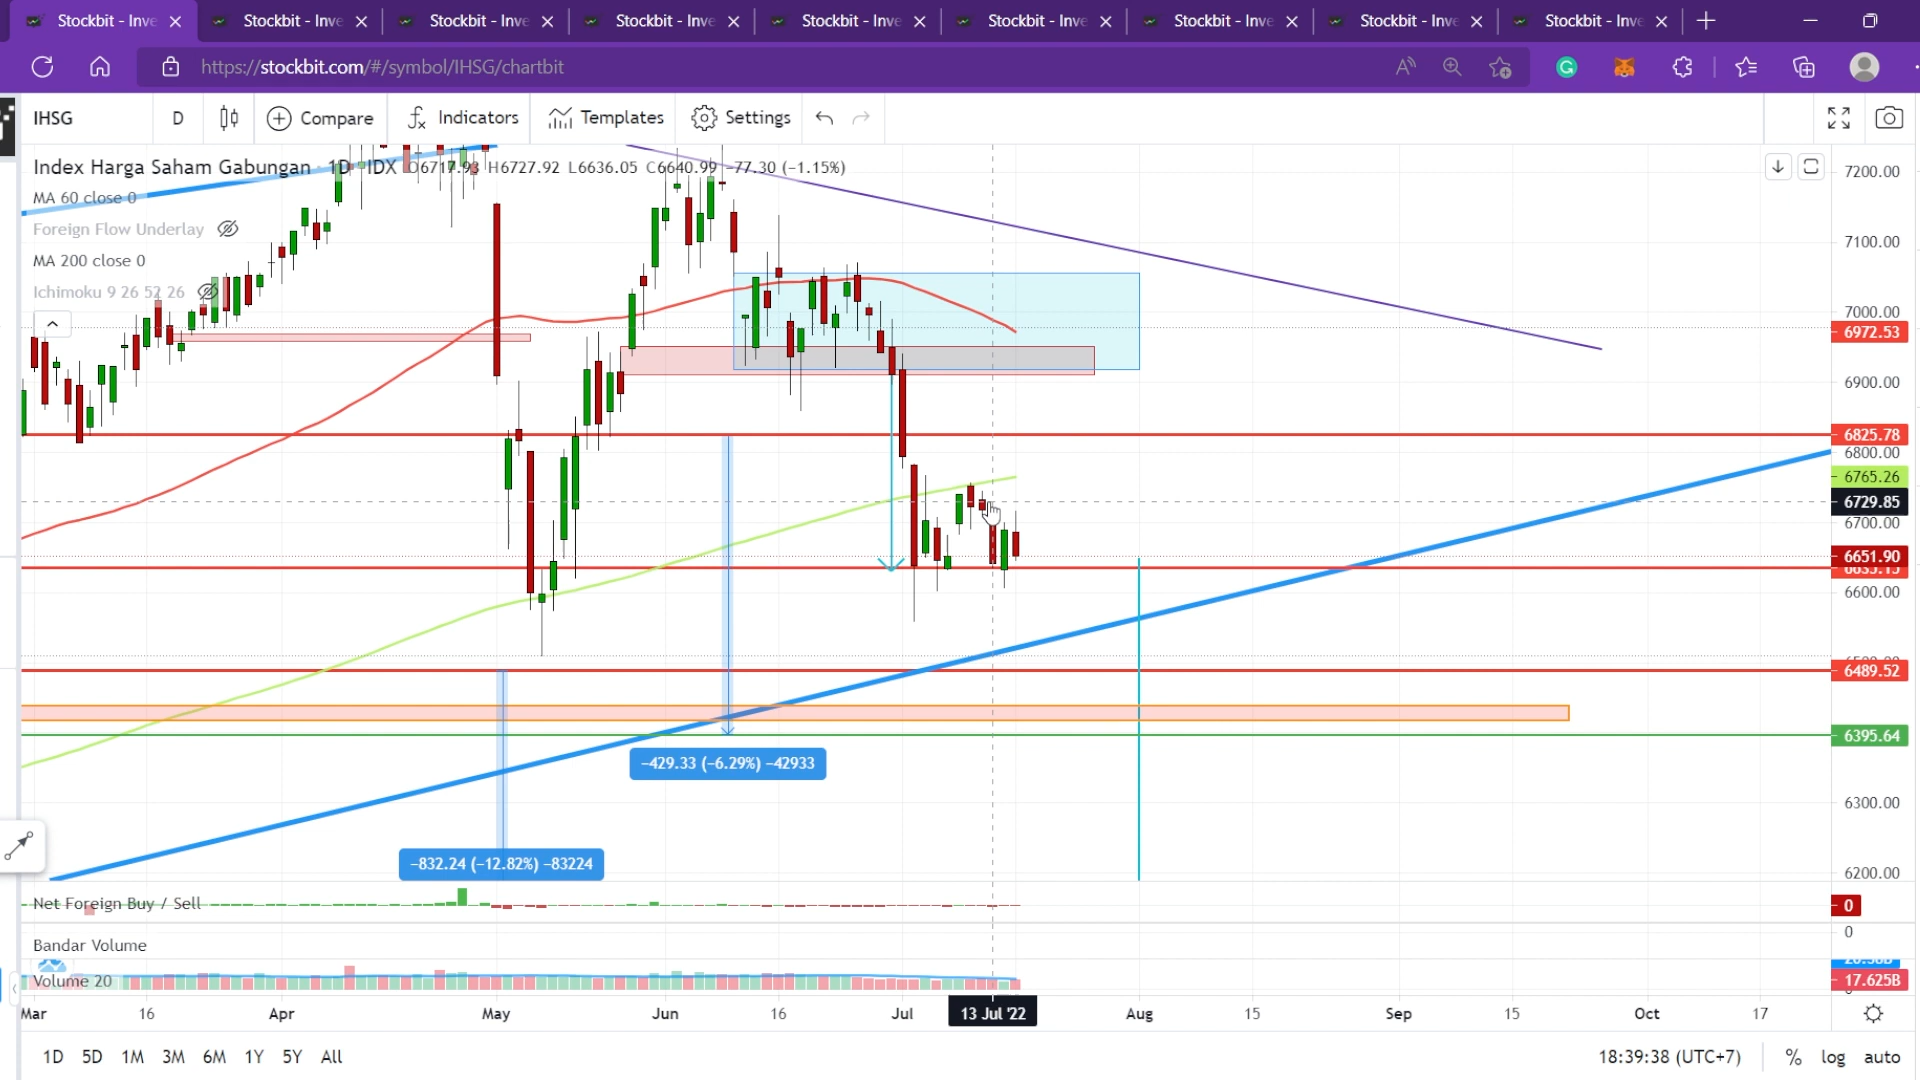 Stockbit - Inve Stockbit - Inve Stockbit - Inve Stockbit - Inve Stockbit - Inve Stockbit - Inve Stockbit - Inve Stockbit - Inve Stockbit - Inve
https://stockbit.com/#/symbol/IHSG/chartbit
IHSG D Compare Indicators Templates Settings
Index Harga Saham Gabungan · 1D · IDX O6717.93 H6727.92 L6636.05 C6640.99 −77.30 (−1.15%)
MA 60 close 0
Foreign Flow Underlay
MA 200 close 0
Ichimoku 9 26 52 26
7200.00
7100.00
7000.00
6972.53
6900.00
6825.78
6800.00
6765.26
6729.85
6700.00
6651.90
6600.00
6489.52
6395.64
6300.00
6200.00
−429.33 (−6.29%) −42933
−832.24 (−12.82%) −83224
Net Foreign Buy / Sell
0
Bandar Volume
0
Volume 20
17.625B
Mar 16 Apr May Jun 16 Jul 13 Jul '22 Aug 15 Sep 15 Oct 17
1D 5D 1M 3M 6M 1Y 5Y All
18:39:38 (UTC+7) % log auto